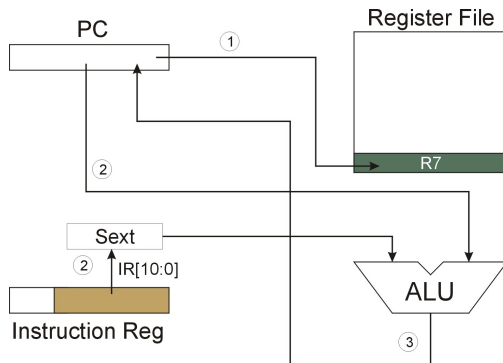 PC
Register File
1
R7
2
Sext
2
IR[10:0]
ALU
Instruction Reg
3